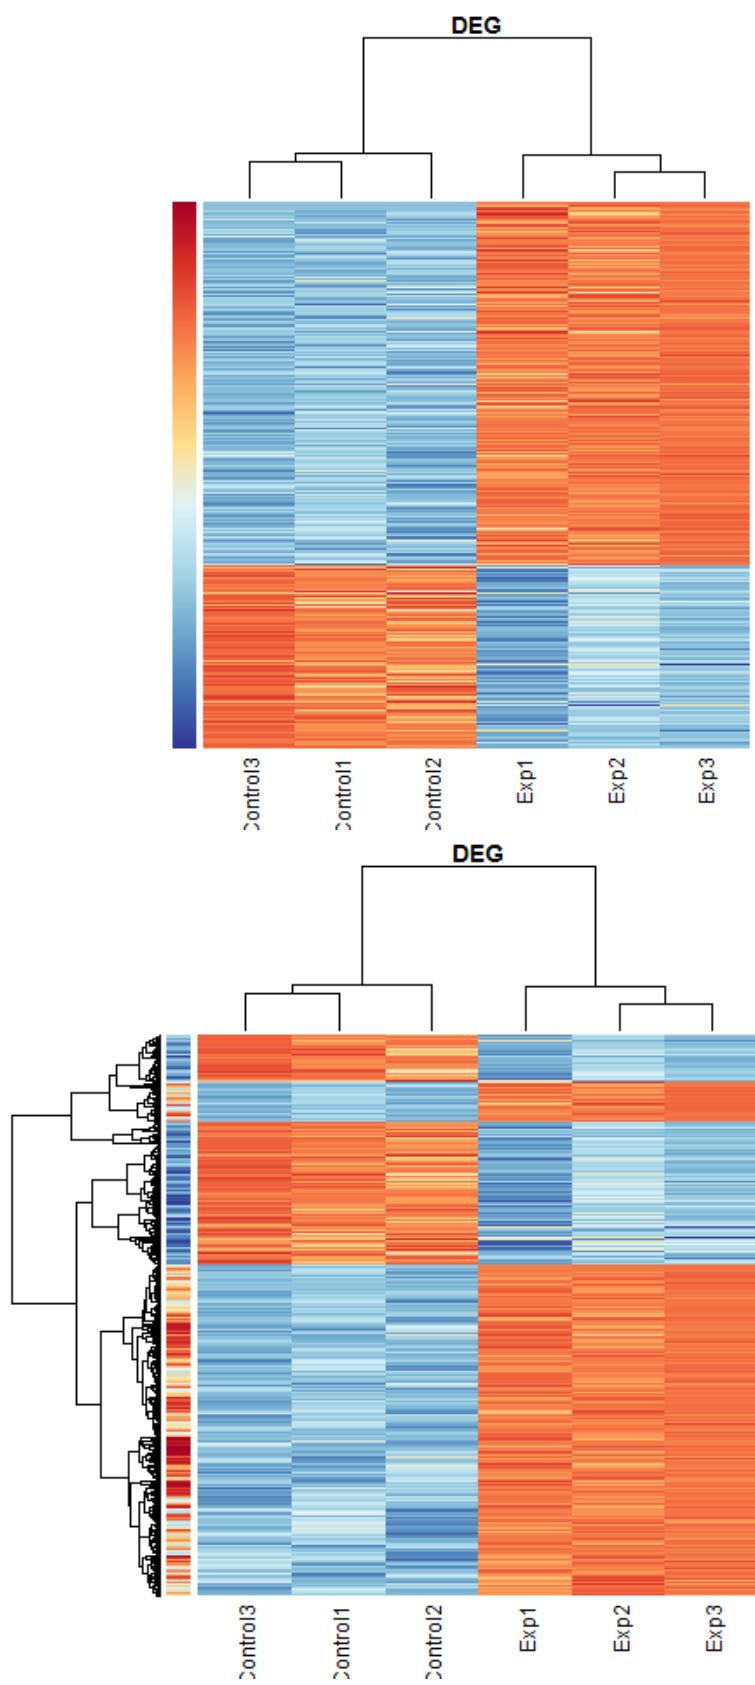 DEG
Control3
Control1
Control2
Exp1
Exp2
Exp3
DEG
Control3
Control1
Control2
Exp1
Exp2
Exp3